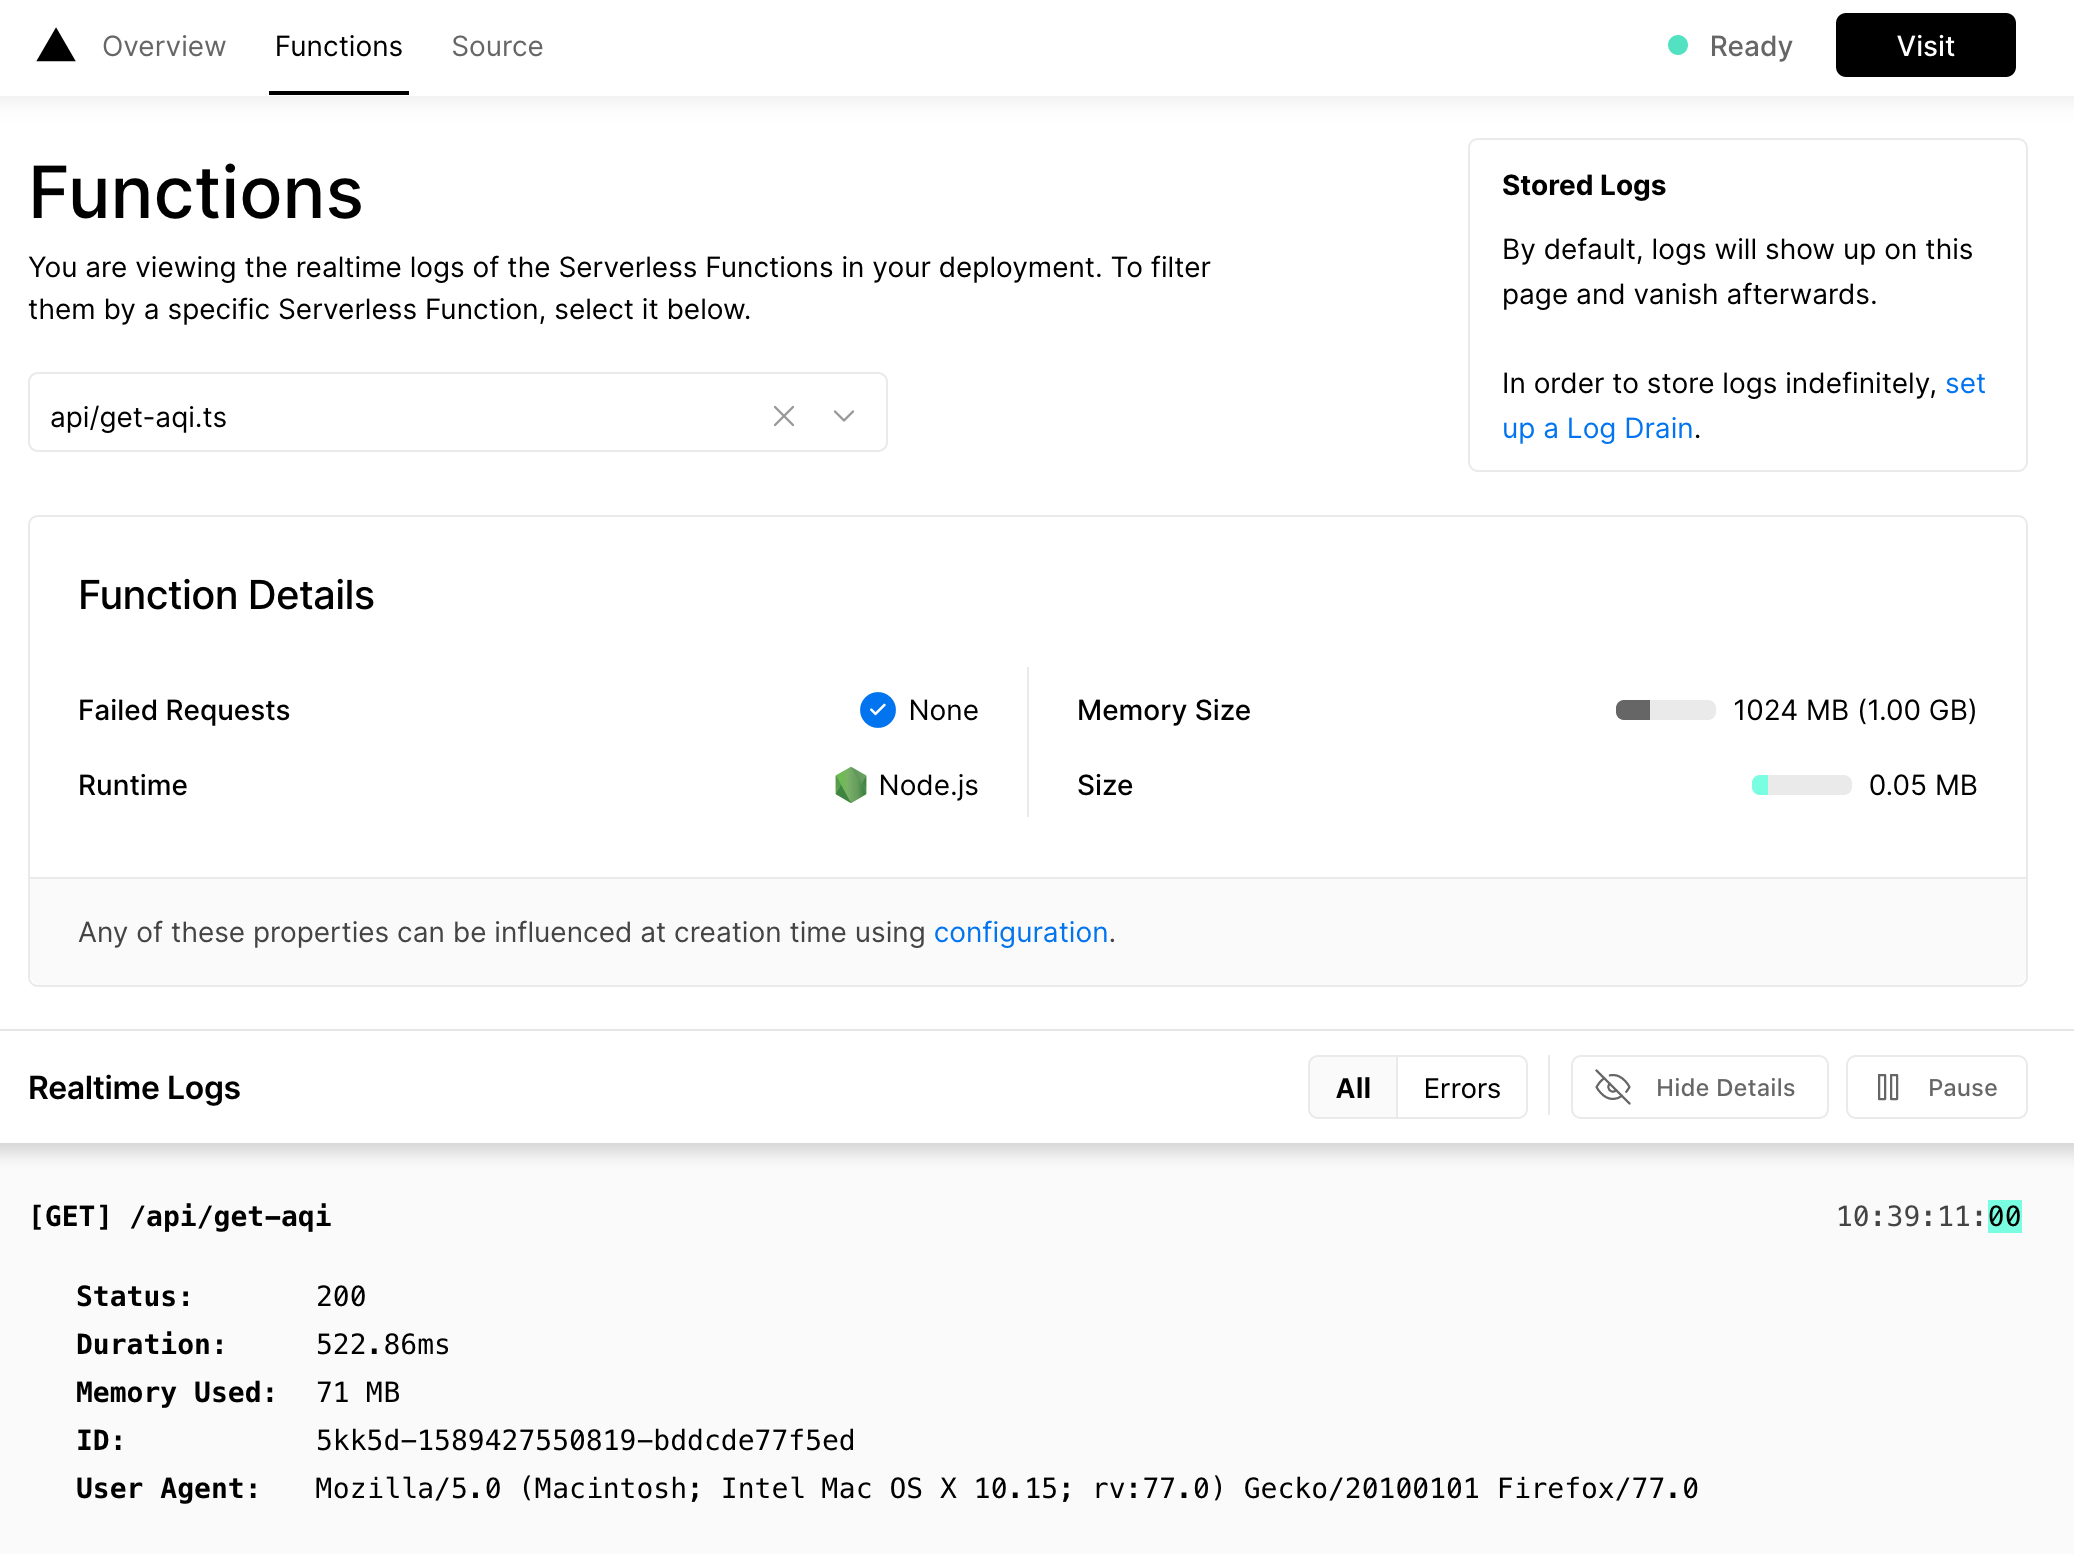 Overview Functions Source Ready Visit
Functions
You are viewing the realtime logs of the Serverless Functions in your deployment. To filter
them by a specific Serverless Function, select it below.
api/get-aqi.ts
Stored Logs
By default, logs will show up on this
page and vanish afterwards.
In order to store logs indefinitely, set
up a Log Drain.
Function Details
Failed Requests None
Runtime Node.js
Memory Size 1024 MB (1.00 GB)
Size 0.05 MB
Any of these properties can be influenced at creation time using configuration.
Realtime Logs All Errors Hide Details Pause
[GET] /api/get-aqi 10:39:11:00
Status: 200
Duration: 522.86ms
Memory Used: 71 MB
ID: 5kk5d-1589427550819-bddcde77f5ed
User Agent: Mozilla/5.0 (Macintosh; Intel Mac OS X 10.15; rv:77.0) Gecko/20100101 Firefox/77.0